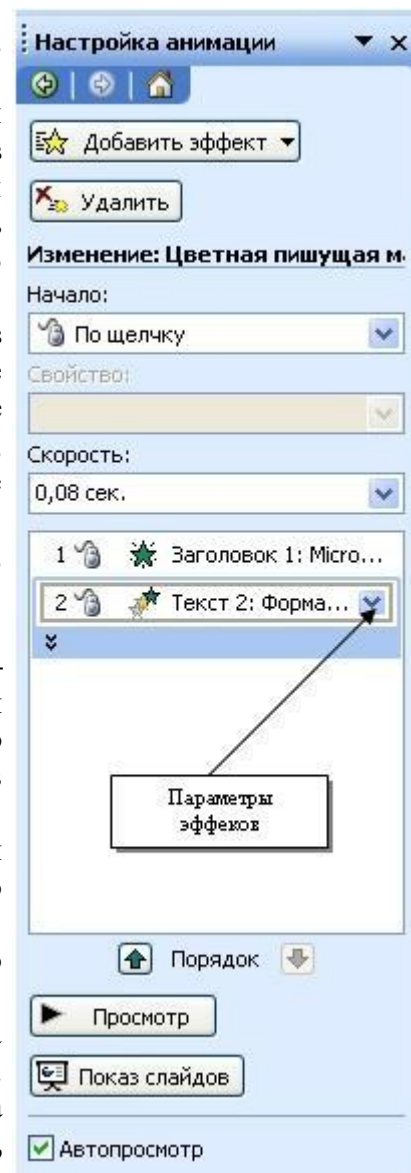 Настройка анимации
Добавить эффект
Удалить
Изменение: Цветная пишущая м
Начало:
По щелчку
Свойство:
Скорость:
0,08 сек.
1 Заголовок 1: Micro...
2 Текст 2: Форма...
Параметры
эффеков
Порядок
Просмотр
Показ слайдов
Автопросмотр